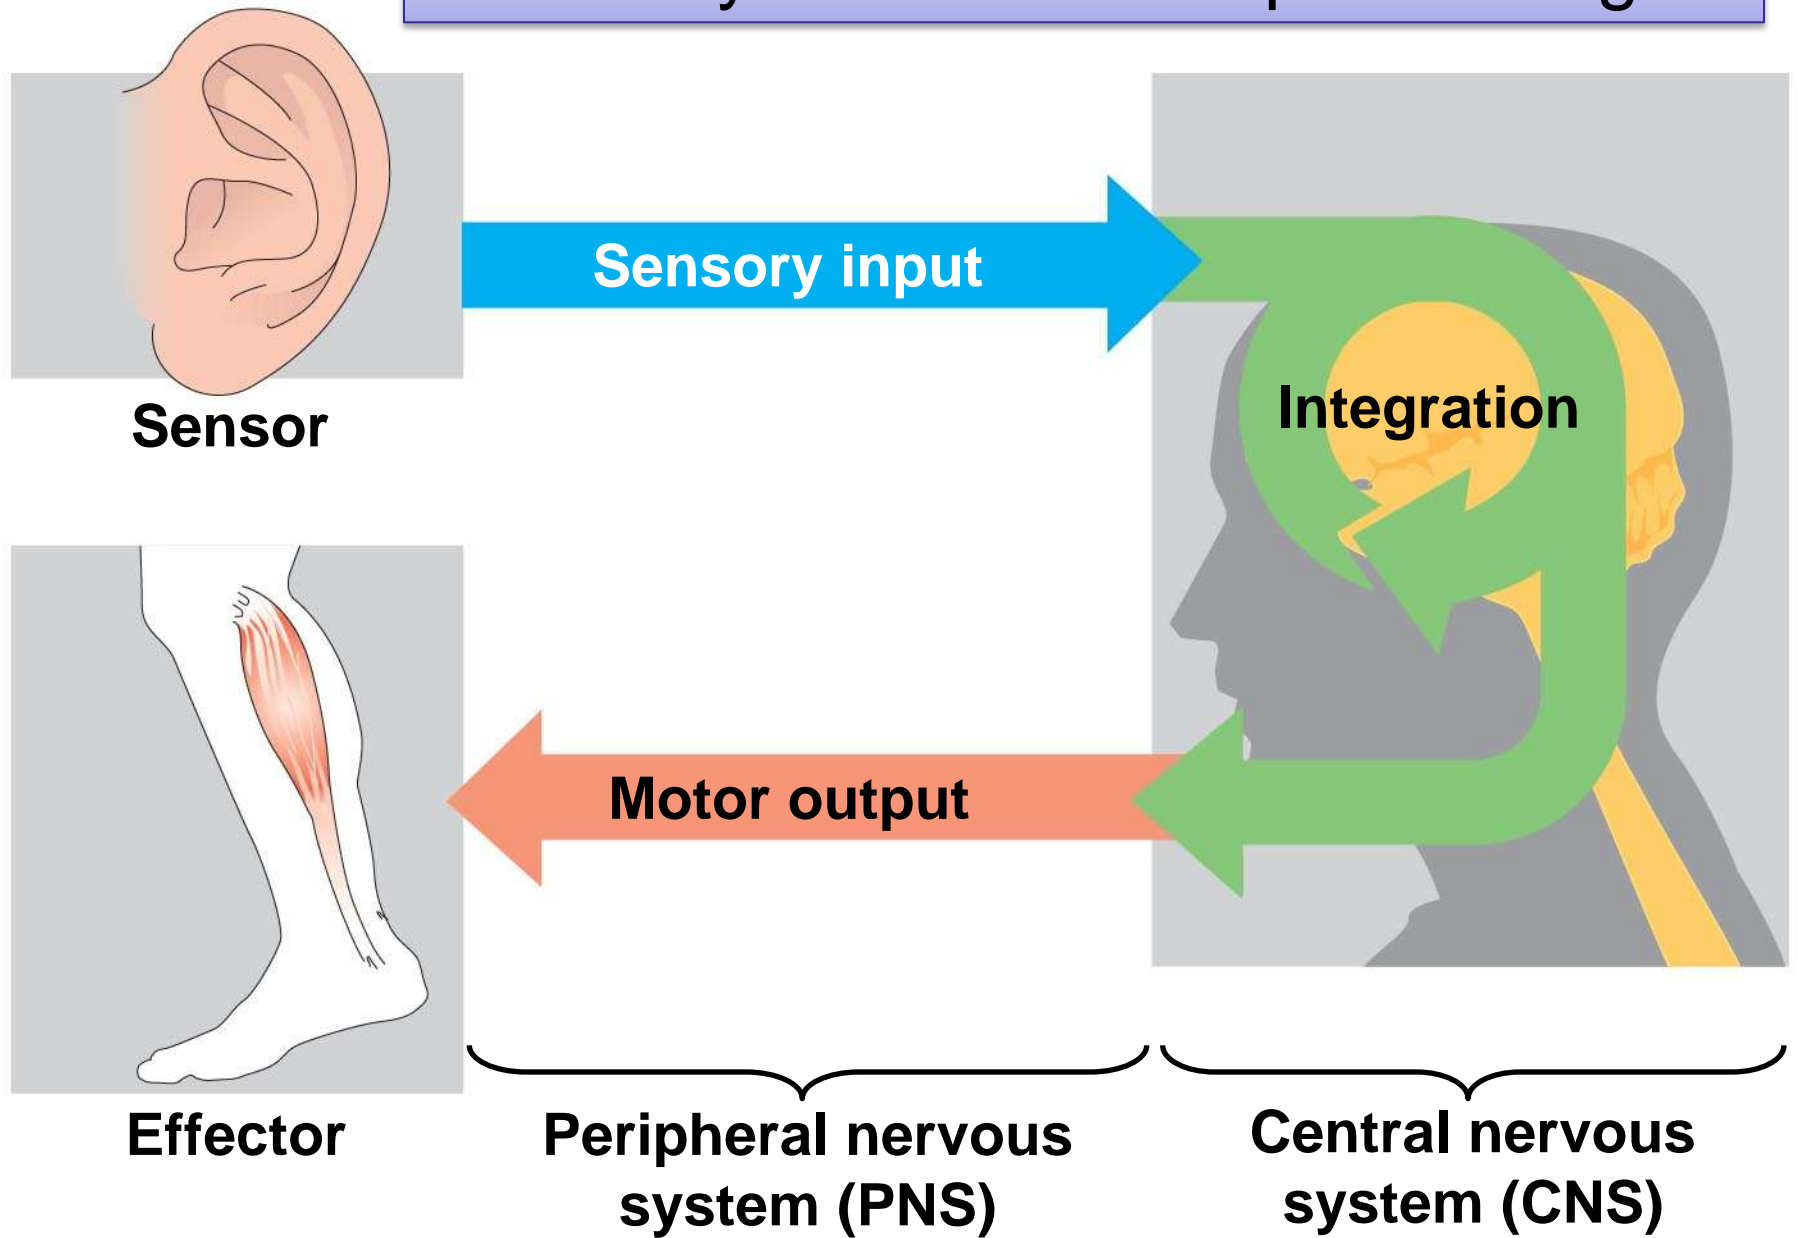 Sensory input
Integration
Sensor
Motor output
Effector
Peripheral nervous
system (PNS)
Central nervous
system (CNS)